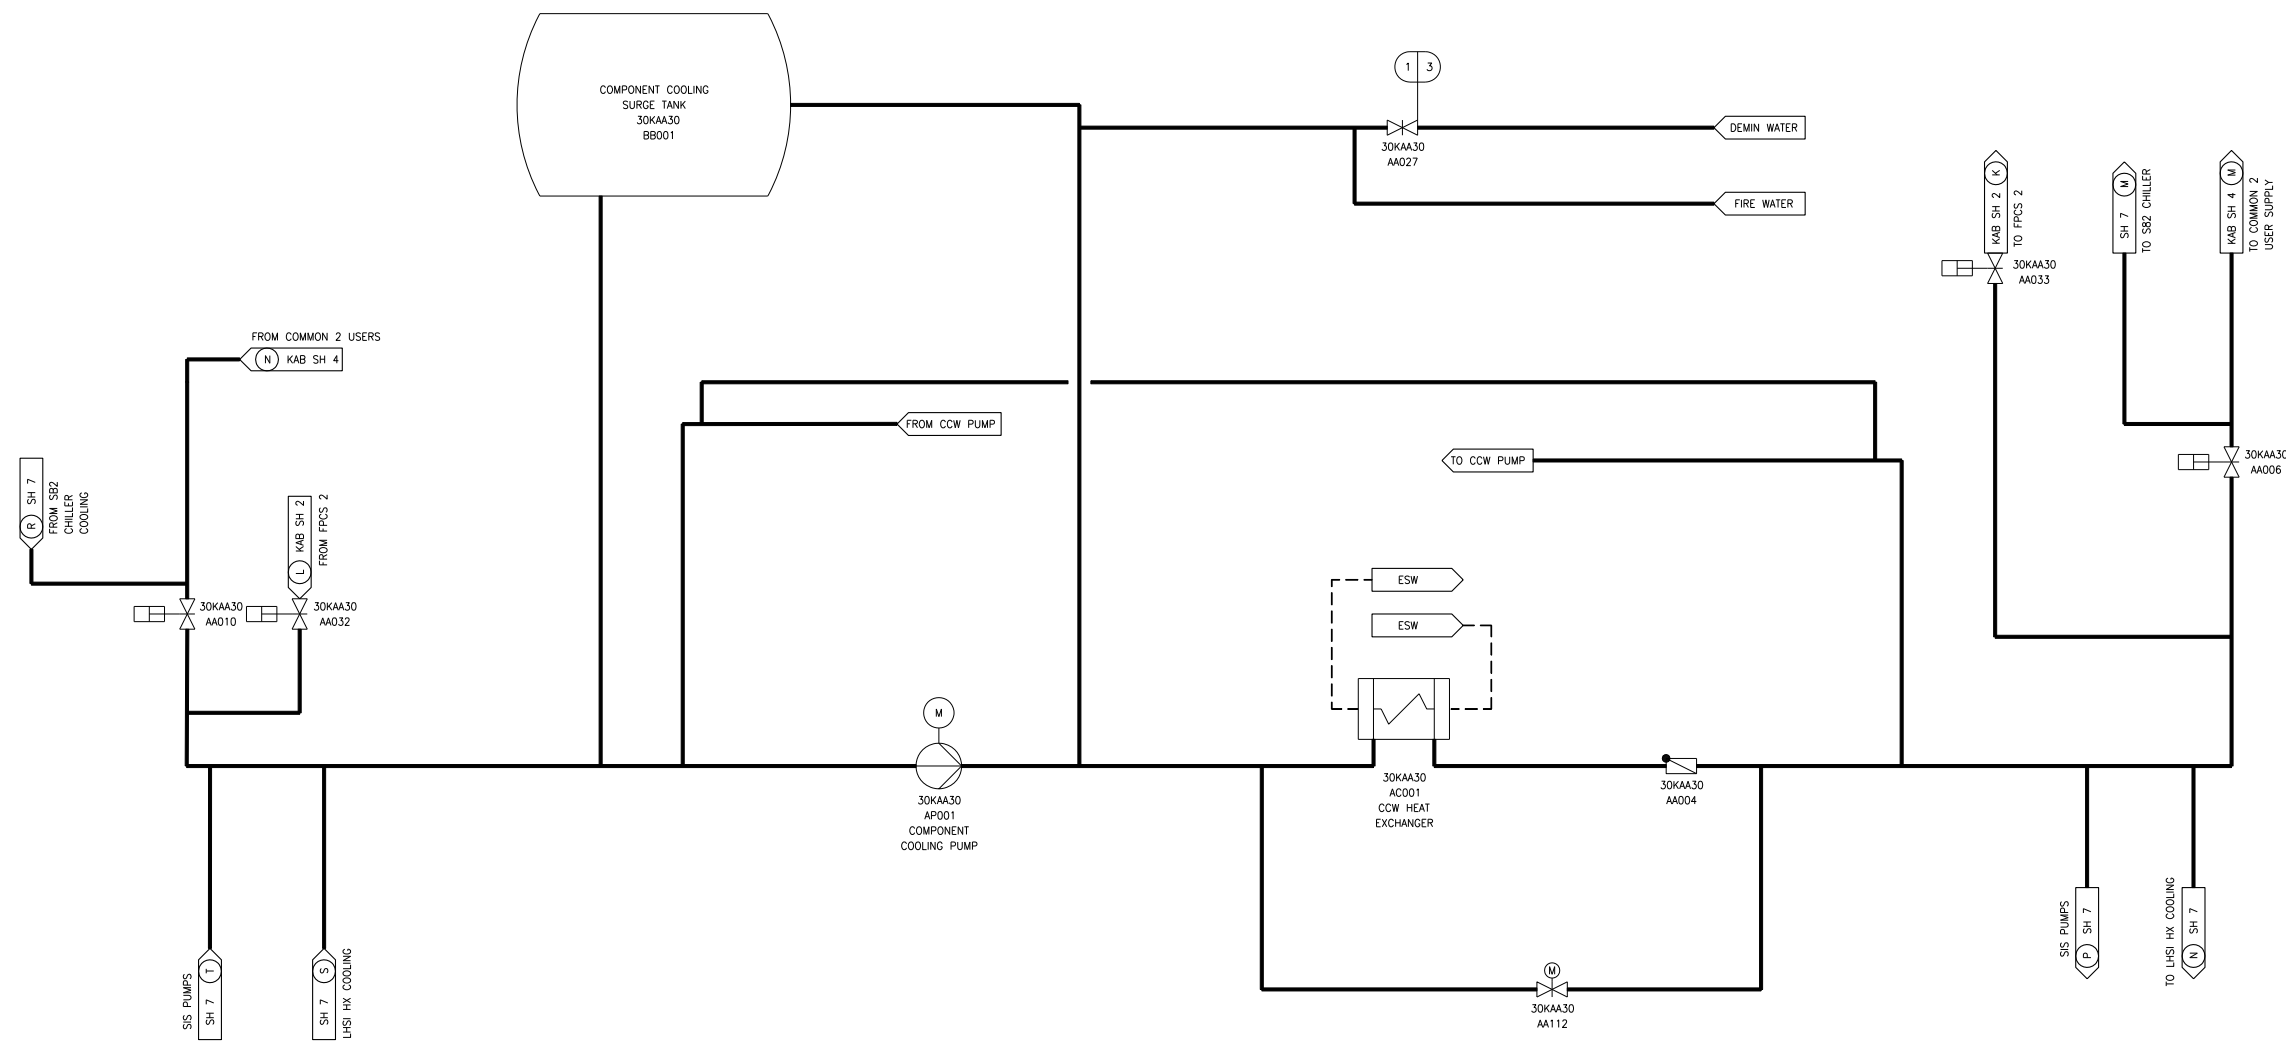 COMPONENT COOLING
SURGE TANK
30KAA30
BB001
1 3
30KAA30
AA027
DEMIN WATER
FIRE WATER
KAB SH 2 K
TO FPCS 2
30KAA30
AA033
SH 7 M
TO SB2 CHILLER
KAB SH 4 M
TO COMMON 2
USER SUPPLY
30KAA30
AA006
FROM COMMON 2 USERS
N KAB SH 4
FROM CCW PUMP
TO CCW PUMP
R SH 7
FROM SB2
CHILLER
COOLING
L KAB SH 2
FROM FPCS 2
30KAA30
AA010
30KAA30
AA032
ESW
ESW
M
30KAA30
AP001
COMPONENT
COOLING PUMP
30KAA30
AC001
CCW HEAT
EXCHANGER
30KAA30
AA004
SIS PUMPS
SH 7 T
SH 7 S
LHSI HX COOLING
M
30KAA30
AA112
SIS PUMPS
P SH 7
TO LHSI HX COOLING
N SH 7